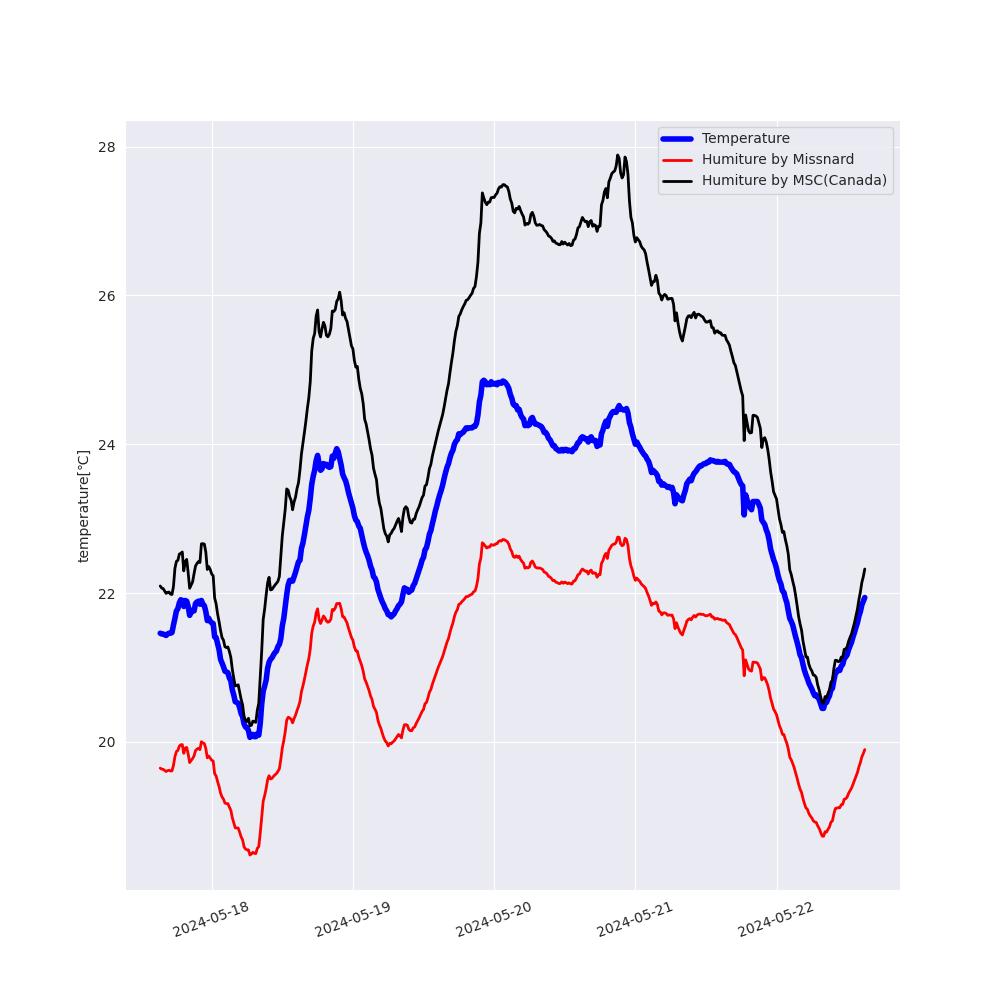 Temperature
Humiture by Missnard
Humiture by MSC(Canada)
28
26
24
22
20
temperature[℃]
2024-05-18
2024-05-19
2024-05-20
2024-05-21
2024-05-22